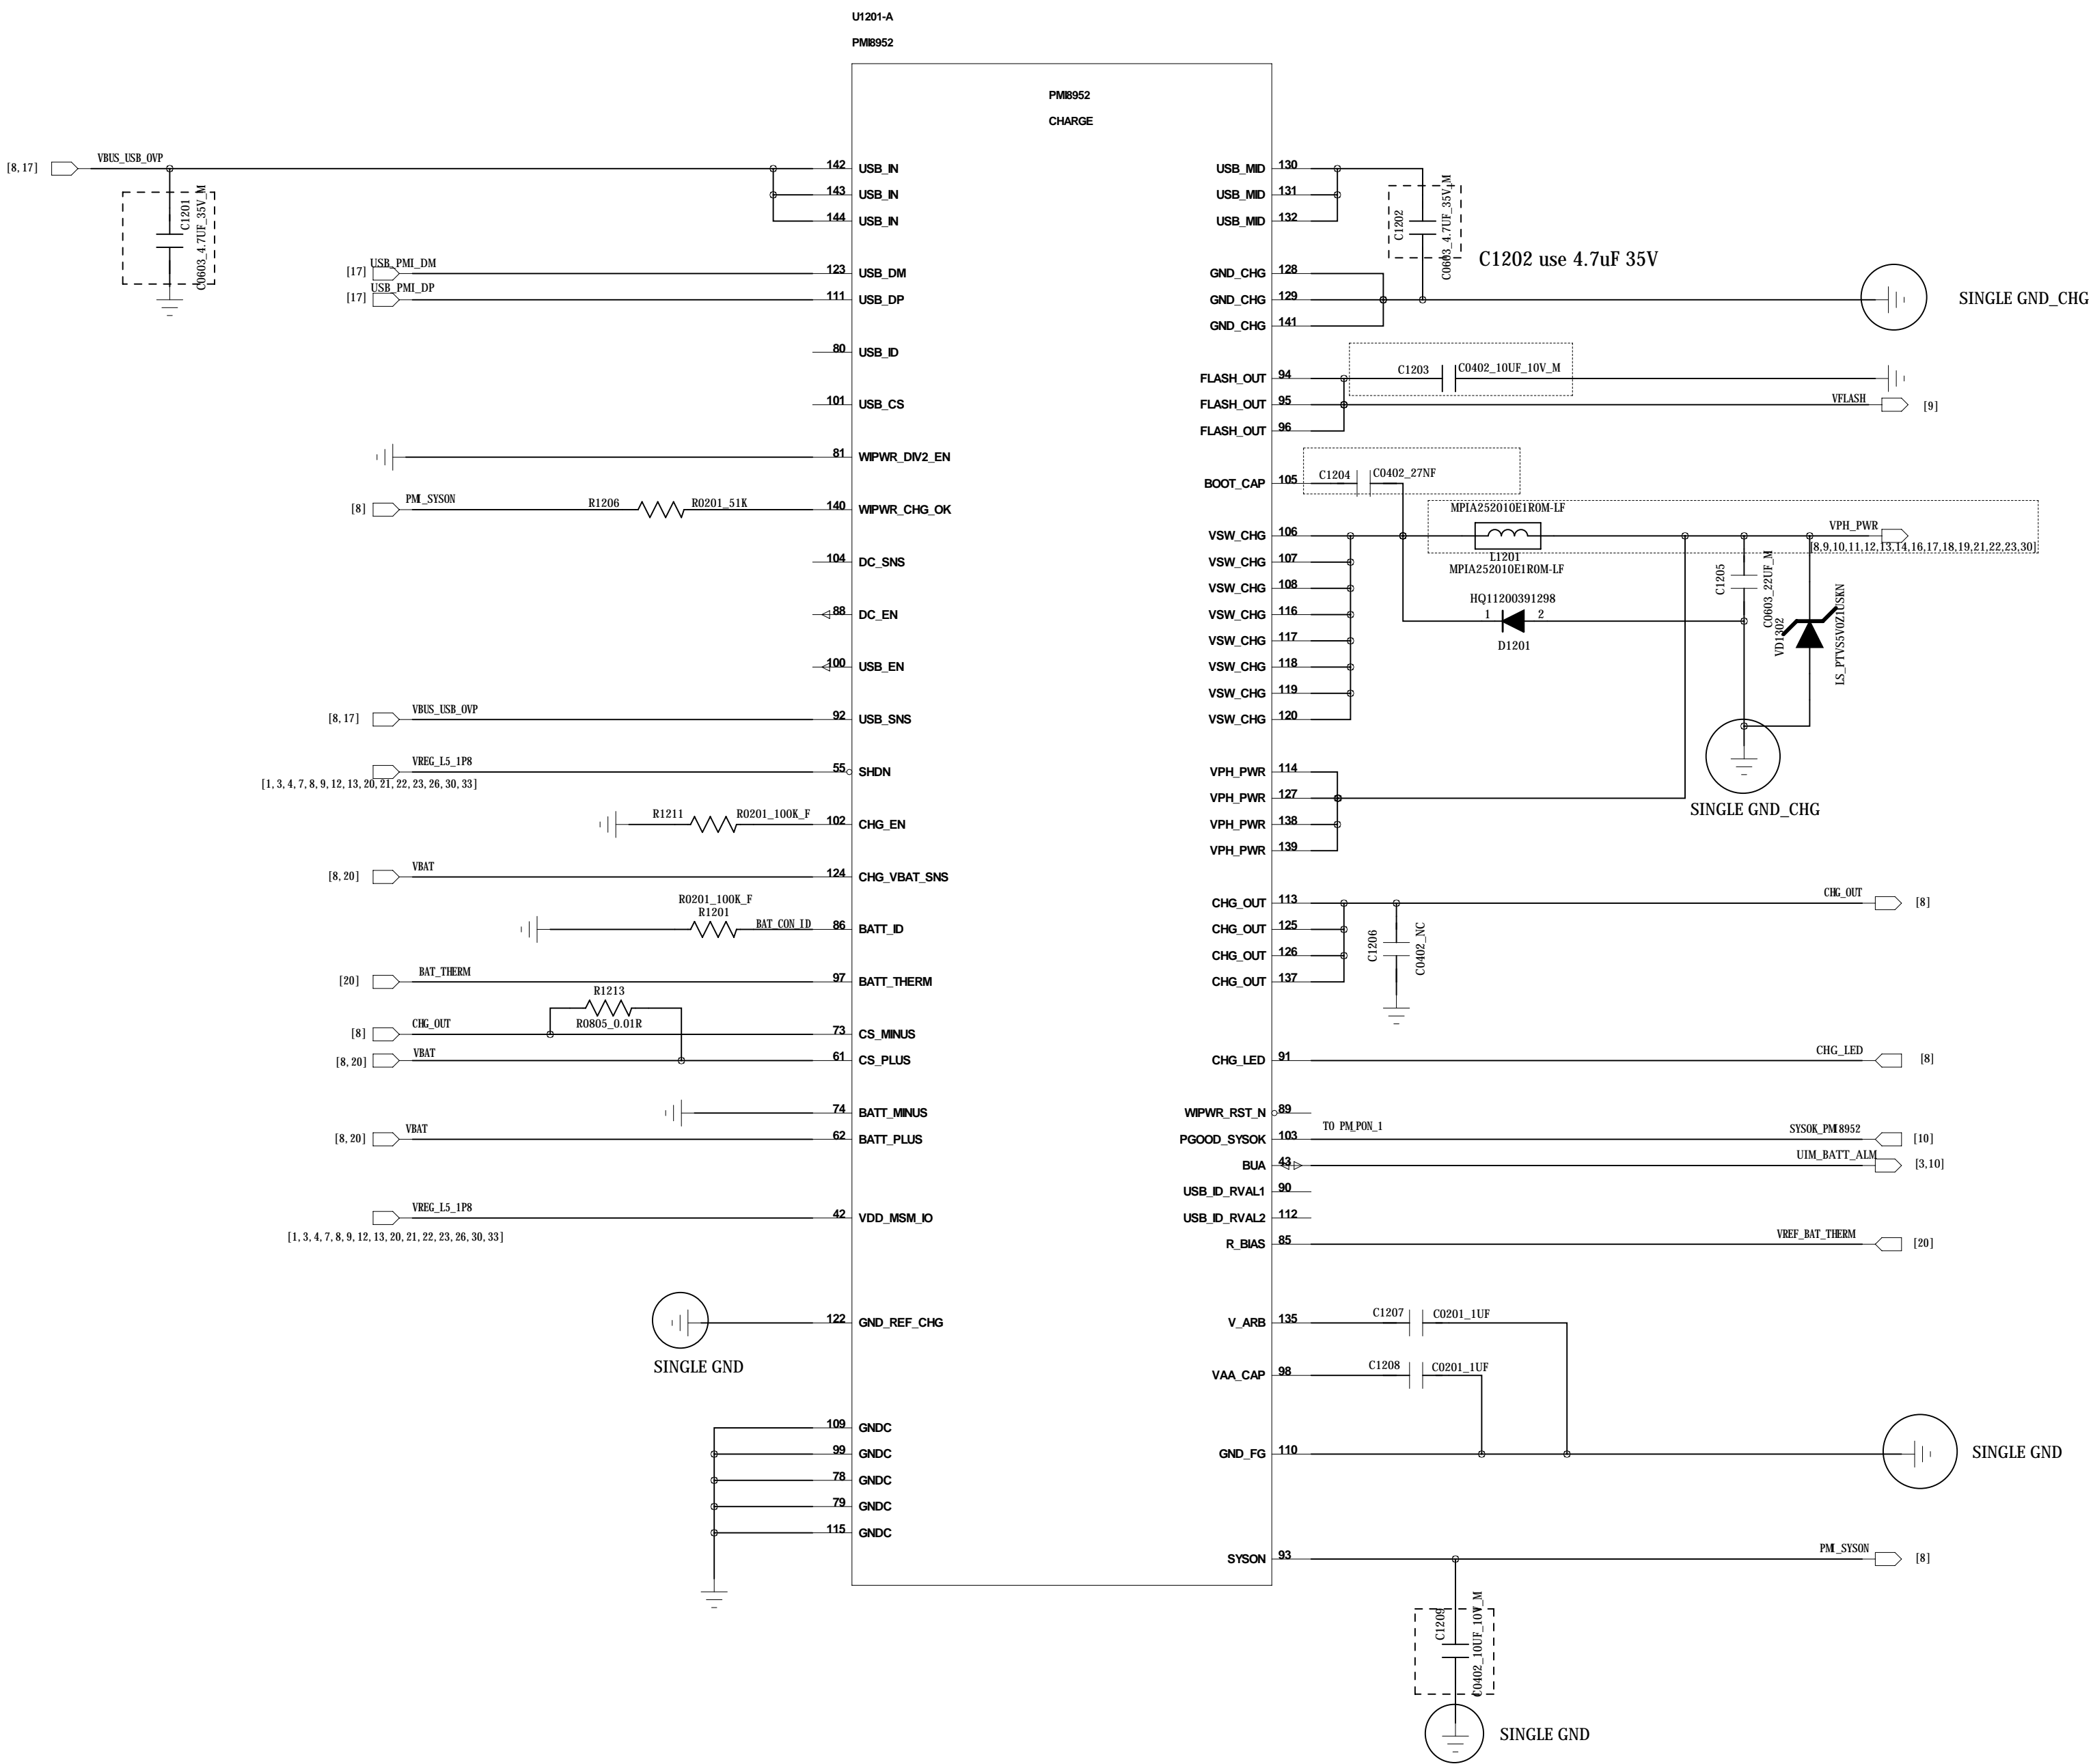 U1201-A
PMI8952
PMI8952
CHARGE
[8,17] VBUS_USB_OVP
C1201
C0603_4.7UF_35V_M
142 USB_IN
143 USB_IN
144 USB_IN
[17] USB_PMI_DM 123 USB_DM
[17] USB_PMI_DP 111 USB_DP
80 USB_ID
101 USB_CS
81 WIPWR_DIV2_EN
[8] PMI_SYSON R1206 R0201_51K 140 WIPWR_CHG_OK
104 DC_SNS
88 DC_EN
100 USB_EN
[8,17] VBUS_USB_OVP 92 USB_SNS
VREG_L5_1P8 55 SHDN
[1,3,4,7,8,9,12,13,20,21,22,23,26,30,33]
R1211 R0201_100K_F 102 CHG_EN
[8,20] VBAT 124 CHG_VBAT_SNS
R0201_100K_F
R1201 BAT_CON_ID 86 BATT_ID
[20] BAT_THERM 97 BATT_THERM
R1213
R0805_0.01R
[8] CHG_OUT 73 CS_MINUS
[8,20] VBAT 61 CS_PLUS
74 BATT_MINUS
[8,20] VBAT 62 BATT_PLUS
VREG_L5_1P8 42 VDD_MSM_IO
[1,3,4,7,8,9,12,13,20,21,22,23,26,30,33]
122 GND_REF_CHG
SINGLE GND
109 GNDC
99 GNDC
78 GNDC
79 GNDC
115 GNDC
USB_MID 130
USB_MID 131
USB_MID 132
C1202
C0603_4.7UF_35V_M
C1202 use 4.7uF 35V
GND_CHG 128
GND_CHG 129
GND_CHG 141
SINGLE GND_CHG
FLASH_OUT 94 C1203 C0402_10UF_10V_M
FLASH_OUT 95 VFLASH [9]
FLASH_OUT 96
BOOT_CAP 105 C1204 C0402_27NF
MPIA252010E1R0M-LF
L1201
MPIA252010E1R0M-LF
VPH_PWR
[8,9,10,11,12,13,14,16,17,18,19,21,22,23,30]
VSW_CHG 106
VSW_CHG 107
VSW_CHG 108
VSW_CHG 116
VSW_CHG 117
VSW_CHG 118
VSW_CHG 119
VSW_CHG 120
HQ11200391298
1 2
D1201
C1205
C0603_22UF_M
VD1302
LS_PTVS5V0Z1USKN
SINGLE GND_CHG
VPH_PWR 114
VPH_PWR 127
VPH_PWR 138
VPH_PWR 139
CHG_OUT 113 CHG_OUT [8]
CHG_OUT 125
CHG_OUT 126
CHG_OUT 137
C1206
C0402_NC
CHG_LED 91 CHG_LED [8]
WIPWR_RST_N 89
PGOOD_SYSOK 103 TO PM_PON_1 SYSOK_PMI8952 [10]
BUA 43 UIM_BATT_ALM [3,10]
USB_ID_RVAL1 90
USB_ID_RVAL2 112
R_BIAS 85 VREF_BAT_THERM [20]
V_ARB 135 C1207 C0201_1UF
VAA_CAP 98 C1208 C0201_1UF
GND_FG 110 SINGLE GND
SYSON 93 PMI_SYSON [8]
C1209
C0402_10UF_10V_M
SINGLE GND